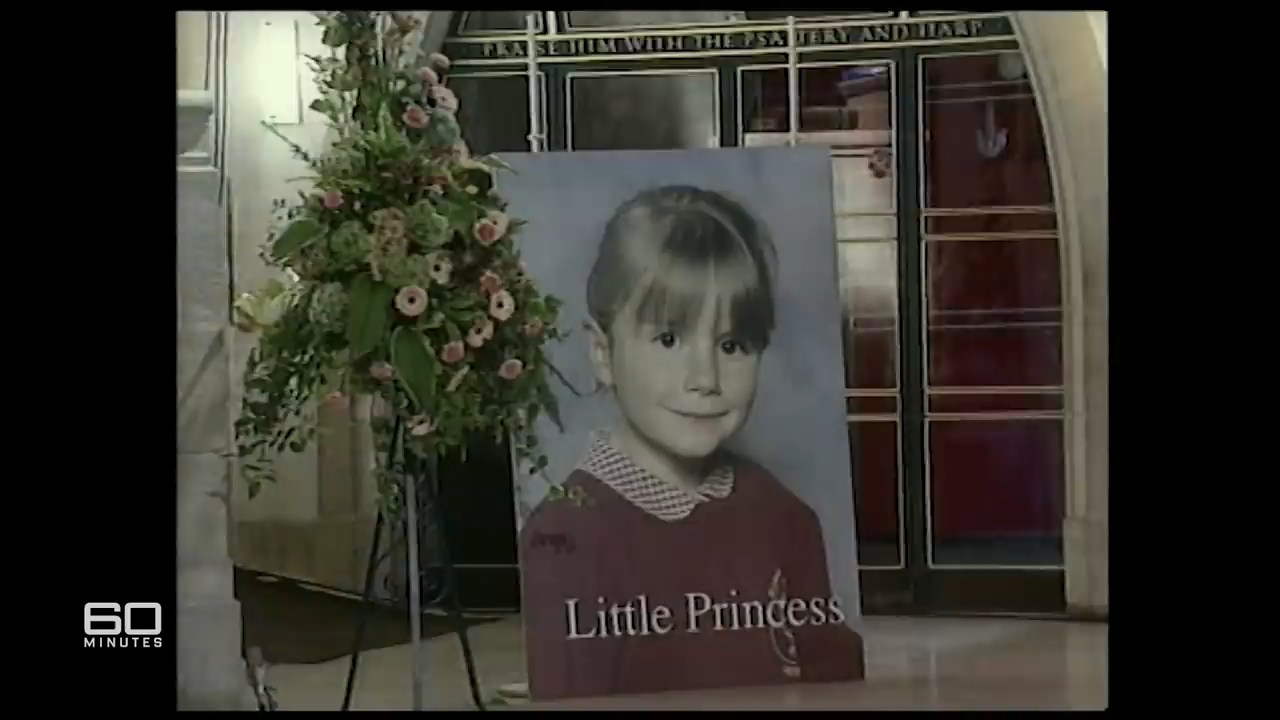 PRAISE HIM WITH THE PSALTERY AND HARP
Little Princess
60
MINUTES